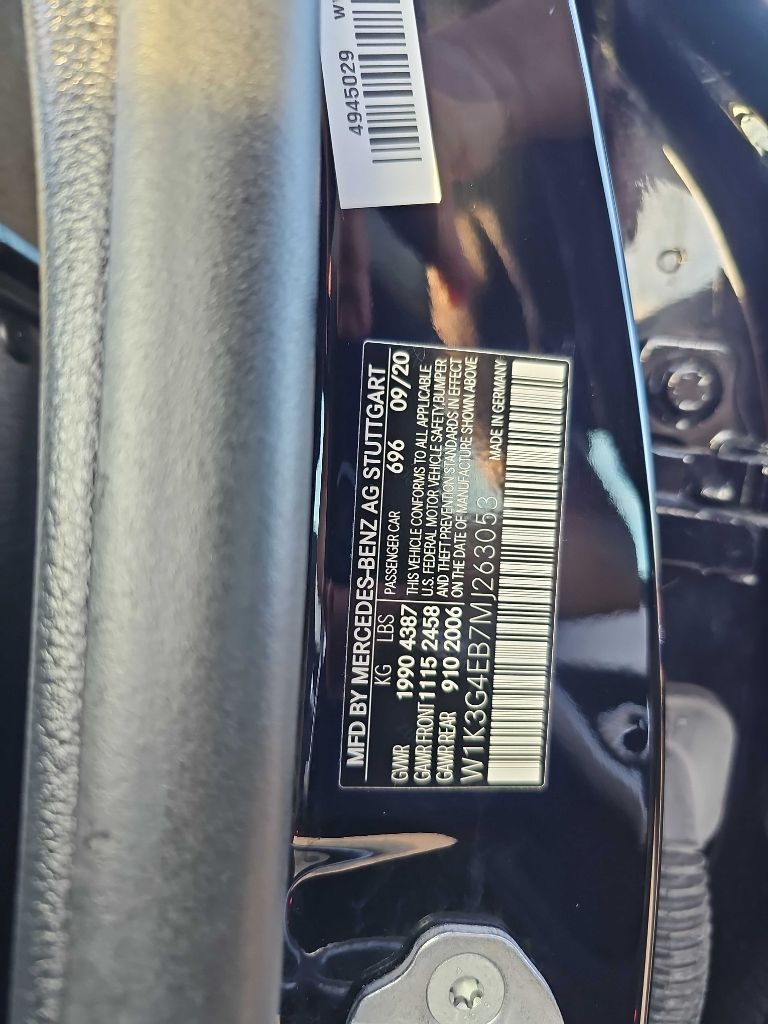 4945029
MFD BY MERCEDES-BENZ AG STUTTGART
KG LBS PASSENGER CAR 696 09/20
GVWR 1990 4387 THIS VEHICLE CONFORMS TO ALL APPLICABLE
GAWR FRONT 1115 2458 U.S. FEDERAL MOTOR VEHICLE SAFETY, BUMPER
GAWR REAR 910 2006 AND THEFT PREVENTION STANDARDS IN EFFECT
ON THE DATE OF MANUFACTURE SHOWN ABOVE
W1K3G4EB7MJ263053 MADE IN GERMANY